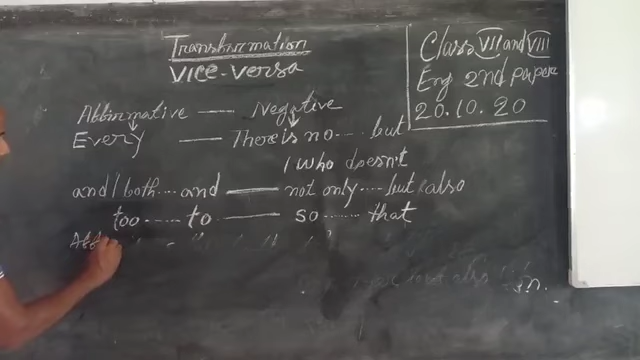 Transformation
Vice-Versa
Class VII and VIII
Eng 2nd paper
20.10.20
Affirmative —— Negative
Every —— There is no .... but
/ who doesn't
and / both .... and —— not only .... but also
too ..... to —— so ...... that
Aff